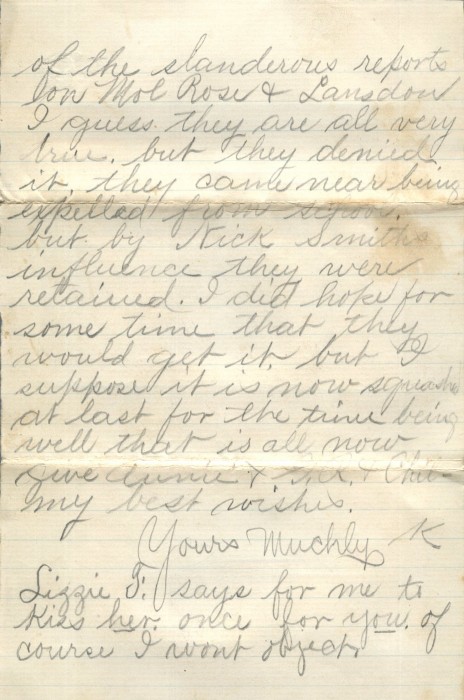 of the slanderous reports
on Mol Rose & Lansdon
I guess they are all very
true. but they denied
it, they came near being
expelled from school,
but by Nick Smiths
influence they were
retained. I did hope for
some time that they
would get it, but I
suppose it is now squashed
at last for the time being
well that is all now
give Auntie &
my best wishes.
Yours Muchly K
Lizzie F. says for me to
kiss her once for you. of
course I wont object.